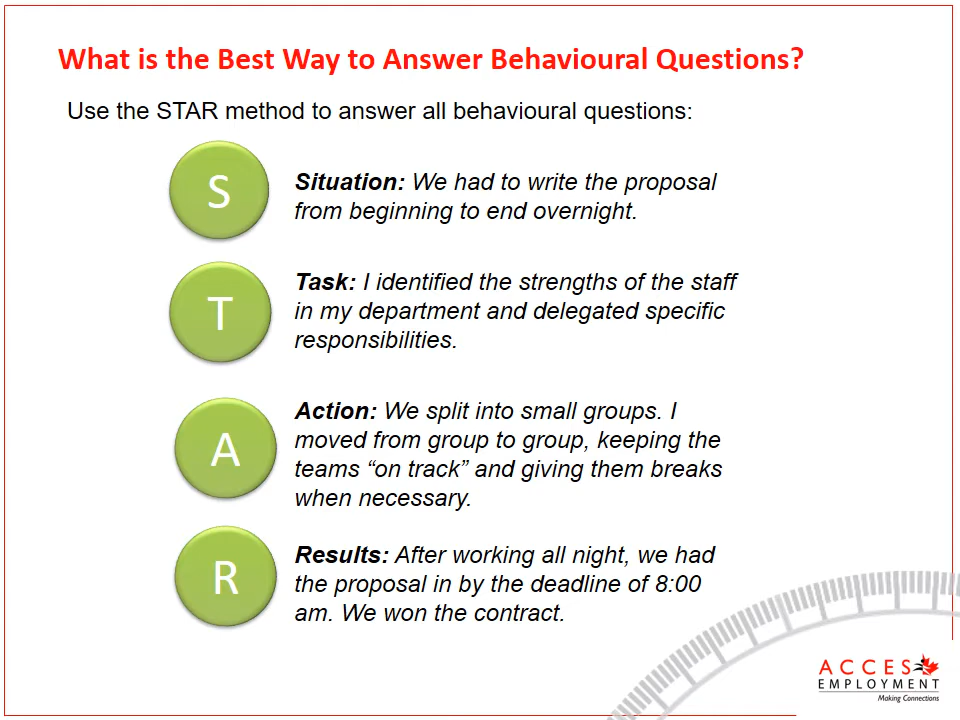 What is the Best Way to Answer Behavioural Questions?
Use the STAR method to answer all behavioural questions:
S
Situation: We had to write the proposal
from beginning to end overnight.
T
Task: I identified the strengths of the staff
in my department and delegated specific
responsibilities.
A
Action: We split into small groups. I
moved from group to group, keeping the
teams “on track” and giving them breaks
when necessary.
R
Results: After working all night, we had
the proposal in by the deadline of 8:00
am. We won the contract.
ACCES
EMPLOYMENT
Making Connections